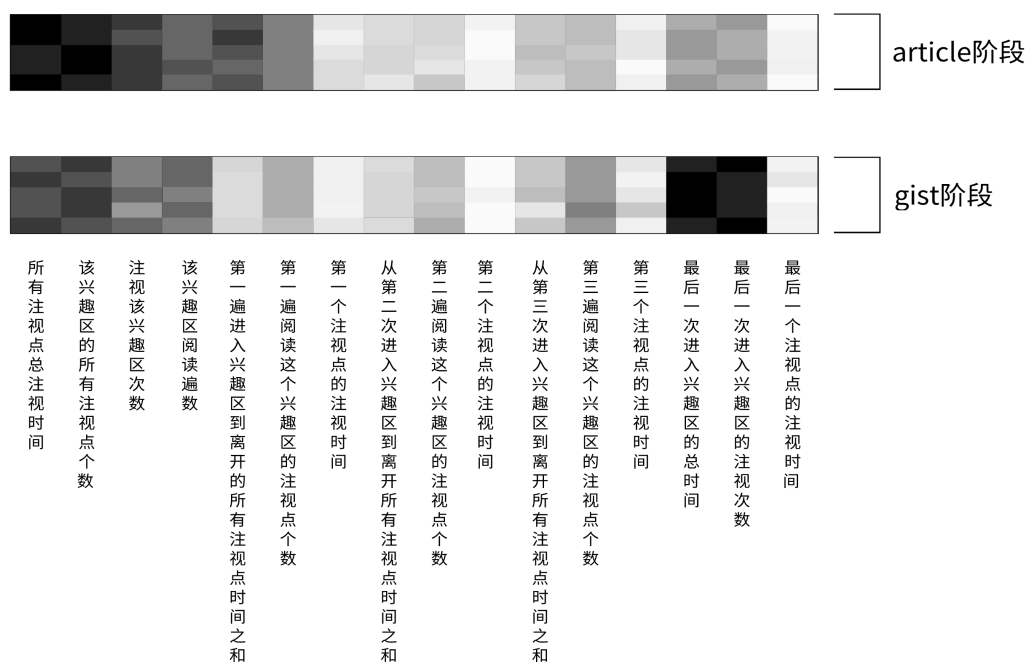 article阶段
gist阶段
所有注视点总注视时间
该兴趣区的所有注视点个数
注视该兴趣区次数
该兴趣区阅读遍数
第一遍进入兴趣区到离开的所有注视点时间之和
第一遍阅读这个兴趣区的注视点个数
第一个注视点的注视时间
从第二次进入兴趣区到离开所有注视点时间之和
第二遍阅读这个兴趣区的注视点个数
第二个注视点的注视时间
从第三次进入兴趣区到离开所有注视点时间之和
第三遍阅读这个兴趣区的注视点个数
第三个注视点的注视时间
最后一次进入兴趣区的总时间
最后一次进入兴趣区的注视次数
最后一个注视点的注视时间